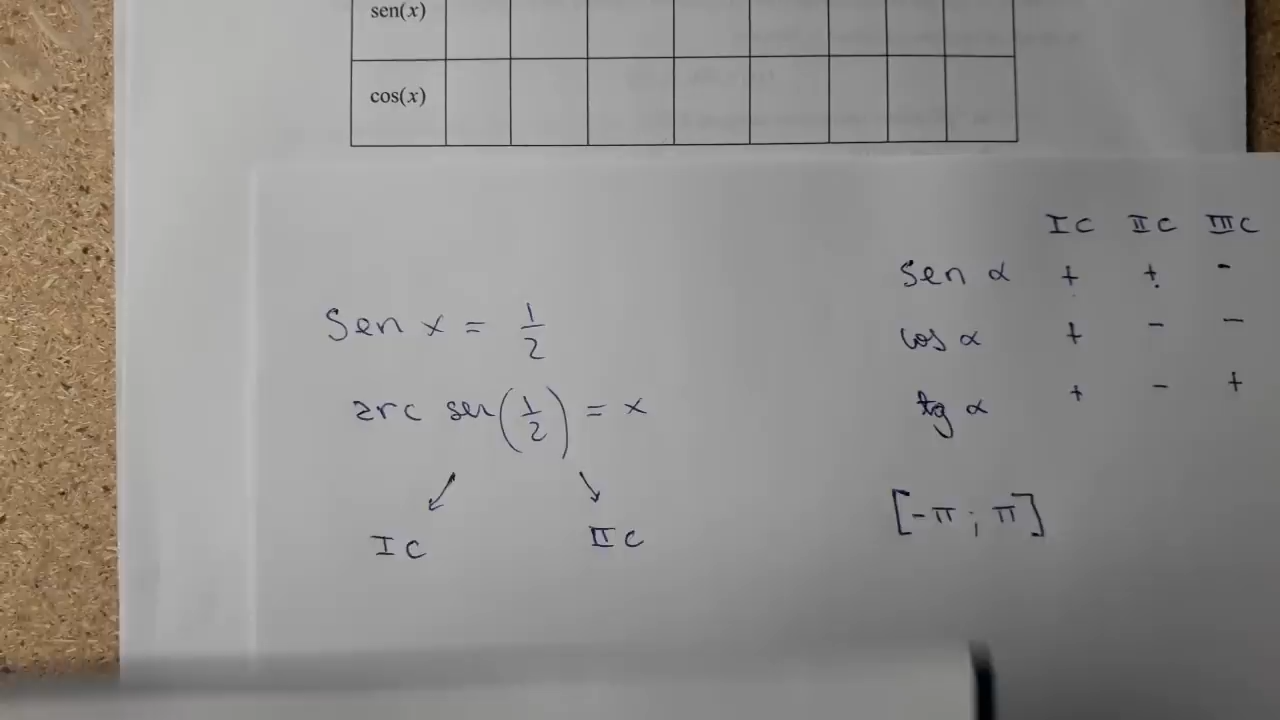 sen(x)
cos(x)
I C II C III C
sen α + + -
cos α + - -
tg α + - +
sen x = 1/2
arc sen(1/2) = x
↙ ↘
I C II C
[-π ; π]